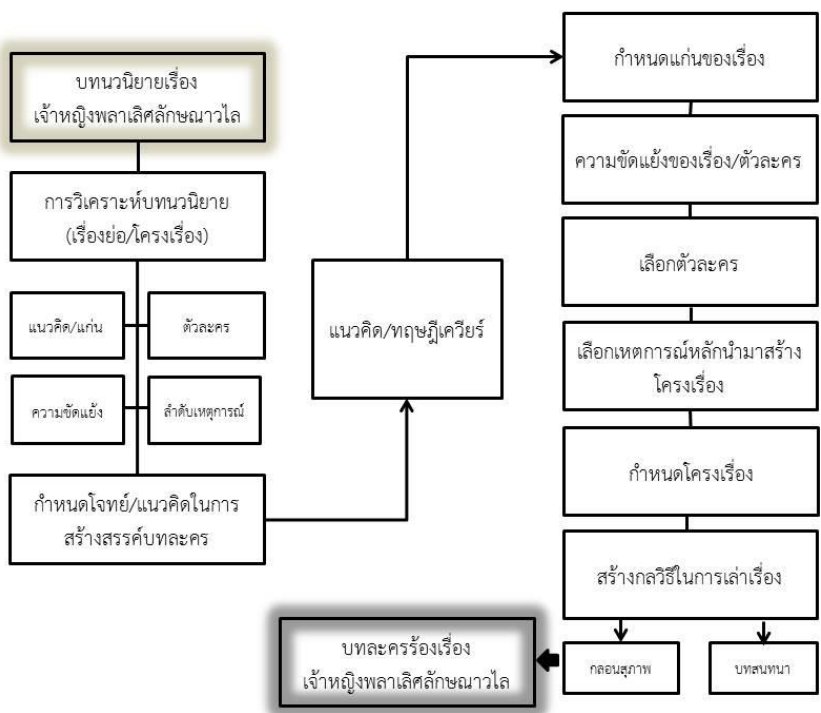 บทนวนิยายเรื่อง
เจ้าหญิงพลาเลิศลักษณาวไล
การวิเคราะห์บทนวนิยาย
(เรื่องย่อ/โครงเรื่อง)
แนวคิด/แก่น
ตัวละคร
ความขัดแย้ง
ลำดับเหตุการณ์
กำหนดโจทย์/แนวคิดในการ
สร้างสรรค์บทละคร
แนวคิด/ทฤษฎีเควียร์
กำหนดแก่นของเรื่อง
ความขัดแย้งของเรื่อง/ตัวละคร
เลือกตัวละคร
เลือกเหตการณ์หลักนำมาสร้าง
โครงเรื่อง
กำหนดโครงเรื่อง
สร้างกลวิธีในการเล่าเรื่อง
กลอนสุภาพ
บทสนทนา
บทละครร้องเรื่อง
เจ้าหญิงพลาเลิศลักษณาวไล